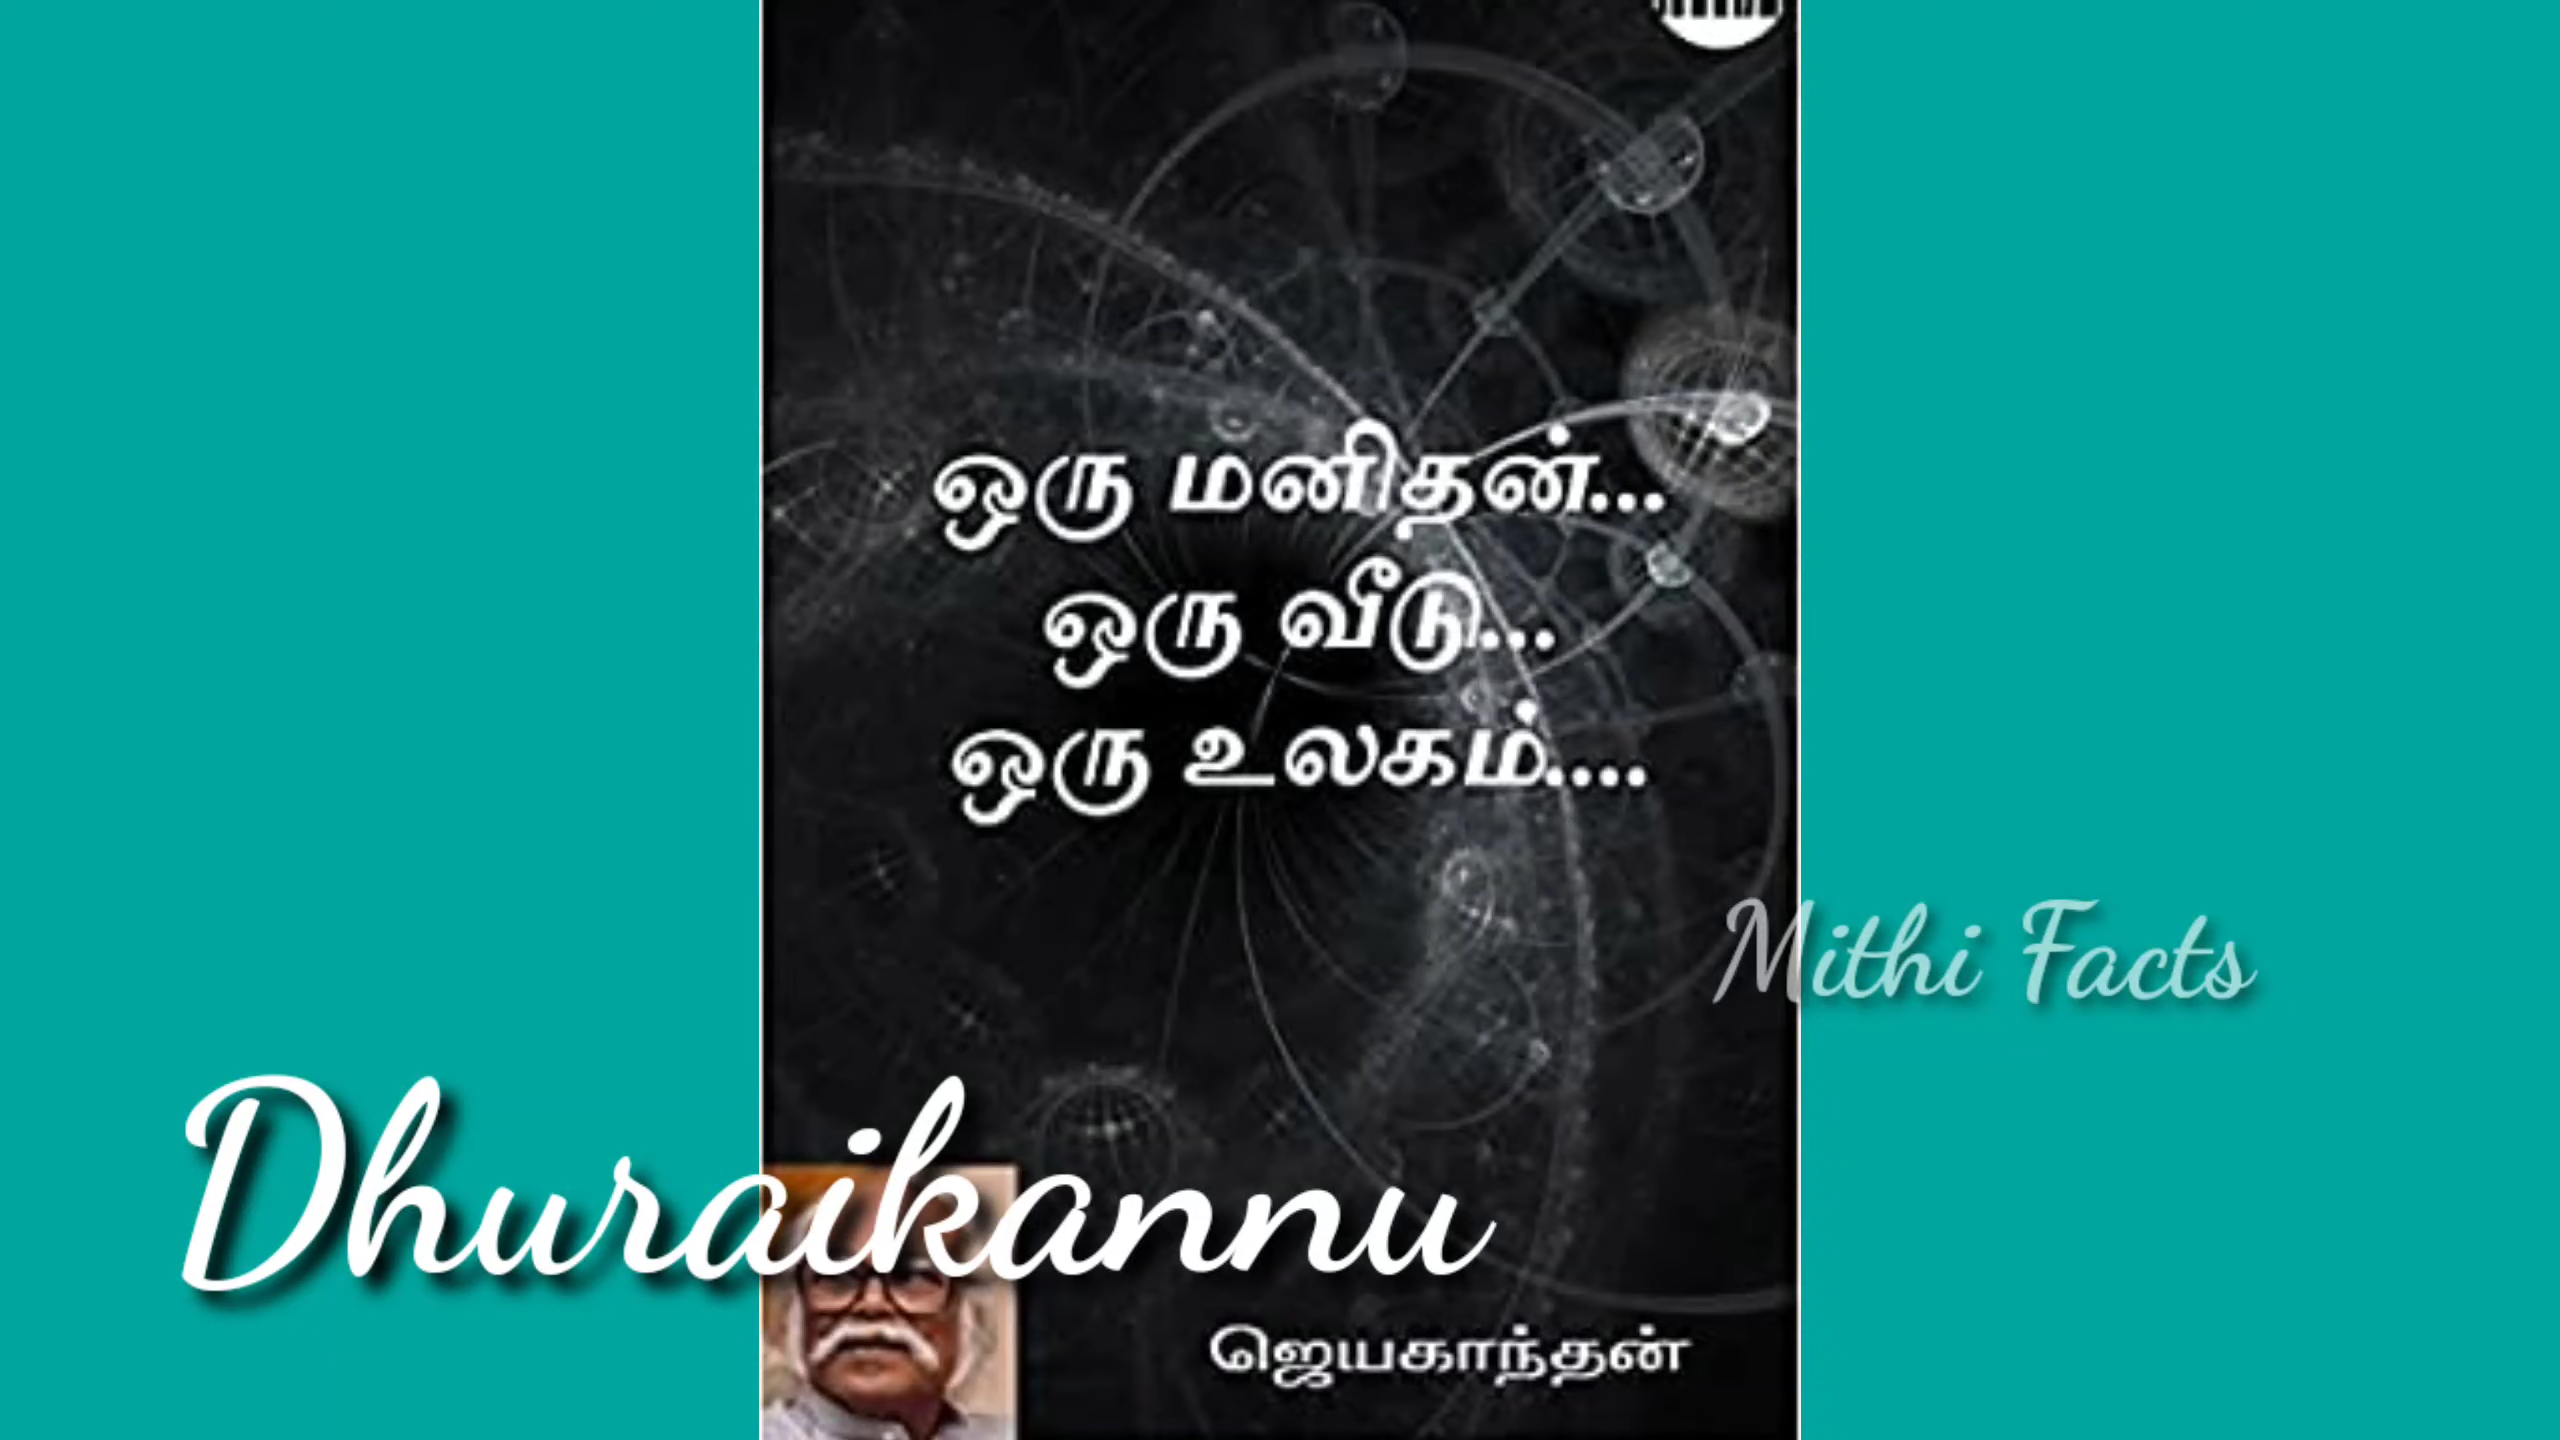 ஒரு மனிதன்...
ஒரு வீடு...
ஒரு உலகம்....
Mithi Facts
Dhuraikannu
ஜெயகாந்தன்